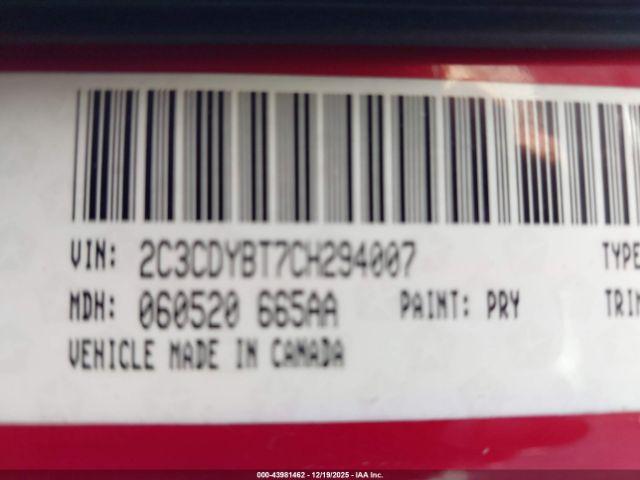 VIN: 2C3CDYBT7CH294007 TYPE
MDH: 060520 665AA PAINT: PRY TRIM
VEHICLE MADE IN CANADA
000-43981462 - 12/19/2025 - IAA Inc.